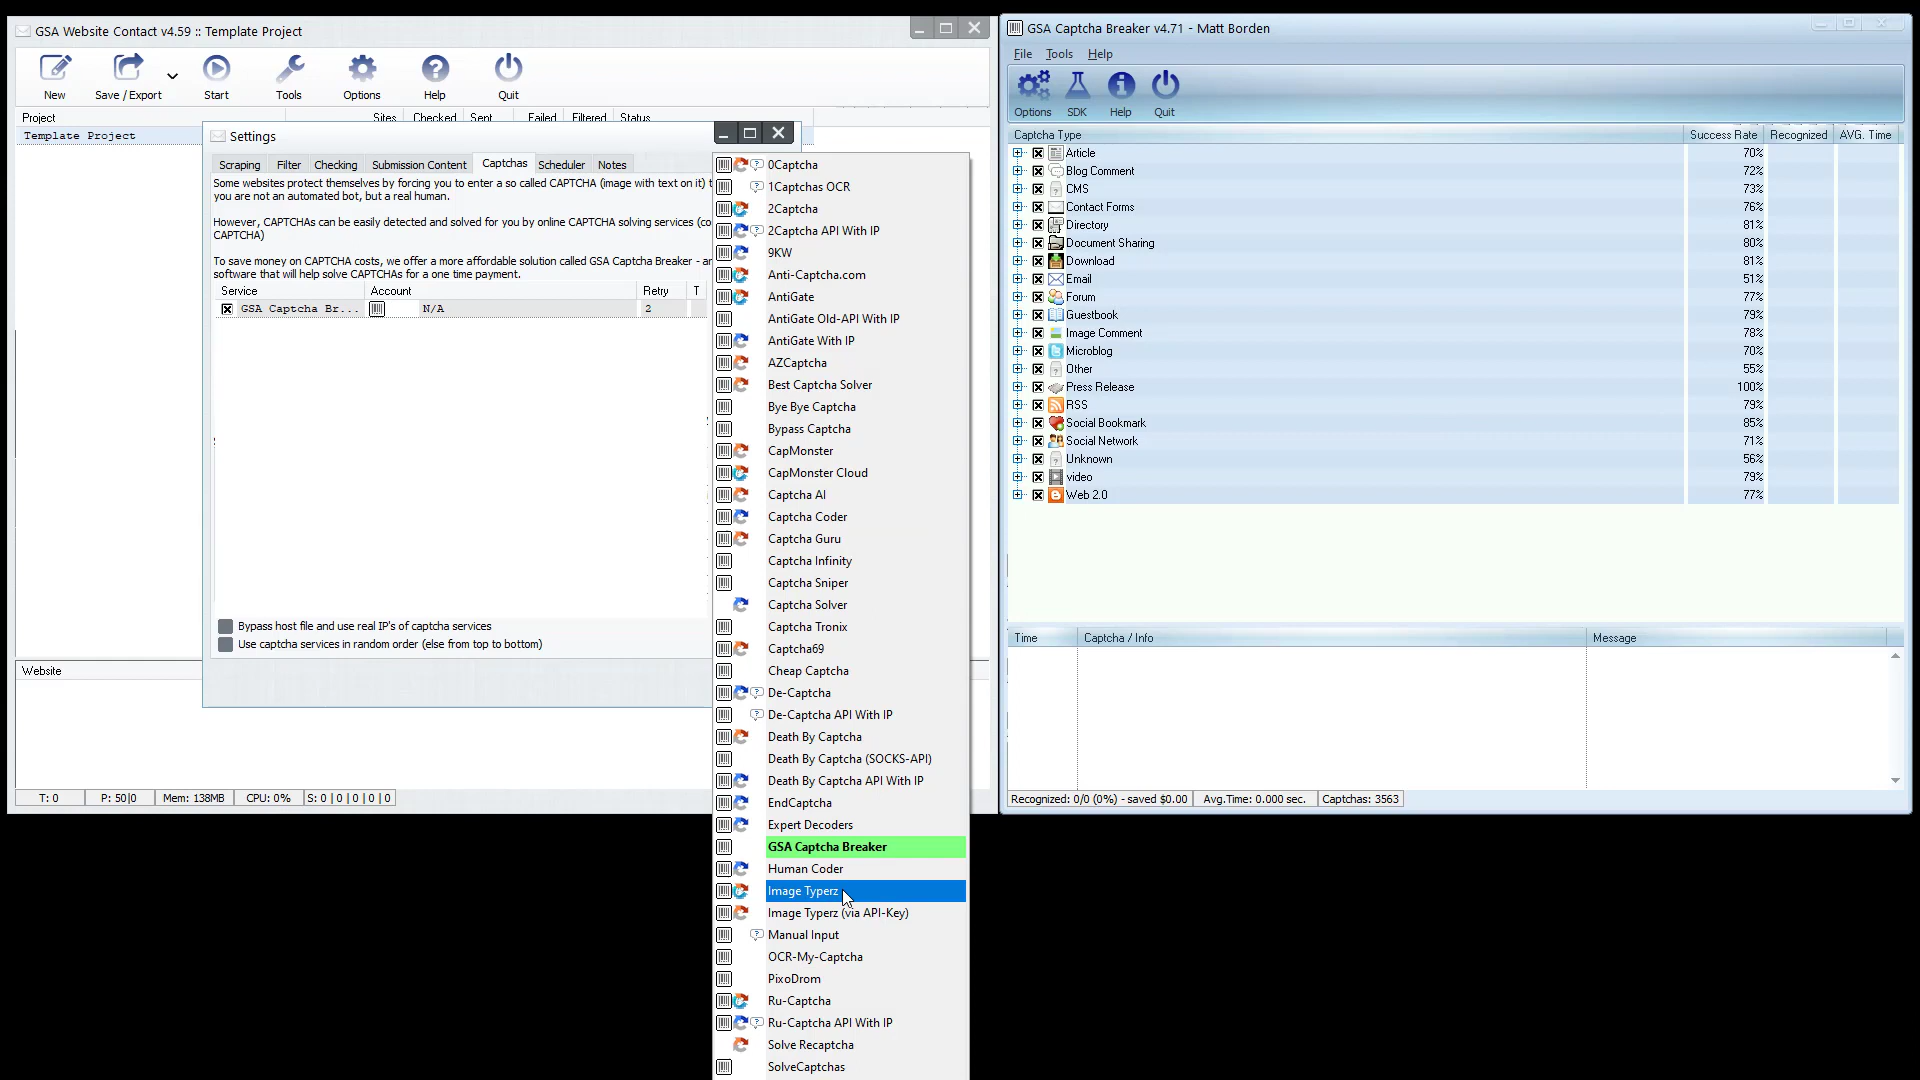 GSA Website Contact v4.59 :: Template Project
New
Save / Export
Start
Tools
Options
Help
Quit
Project
Sites
Checked
Sent
Failed
Filtered
Status
Template Project
Settings
Scraping
Filter
Checking
Submission Content
Captchas
Scheduler
Notes
Some websites protect themselves by forcing you to enter a so called CAPTCHA (image with text on it) t
you are not an automated bot, but a real human.
However, CAPTCHAs can be easily detected and solved for you by online CAPTCHA solving services (co
CAPTCHA)
To save money on CAPTCHA costs, we offer a more affordable solution called GSA Captcha Breaker - ar
software that will help solve CAPTCHAs for a one time payment.
Service
Account
Retry
T
GSA Captcha Br...
N/A
2
Bypass host file and use real IP's of captcha services
Use captcha services in random order (else from top to bottom)
Website
T: 0
P: 50|0
Mem: 138MB
CPU: 0%
S: 0 | 0 | 0 | 0 | 0
0Captcha
1Captchas OCR
2Captcha
2Captcha API With IP
9KW
Anti-Captcha.com
AntiGate
AntiGate Old-API With IP
AntiGate With IP
AZCaptcha
Best Captcha Solver
Bye Bye Captcha
Bypass Captcha
CapMonster
CapMonster Cloud
Captcha AI
Captcha Coder
Captcha Guru
Captcha Infinity
Captcha Sniper
Captcha Solver
Captcha Tronix
Captcha69
Cheap Captcha
De-Captcha
De-Captcha API With IP
Death By Captcha
Death By Captcha (SOCKS-API)
Death By Captcha API With IP
EndCaptcha
Expert Decoders
GSA Captcha Breaker
Human Coder
Image Typerz
Image Typerz (via API-Key)
Manual Input
OCR-My-Captcha
PixoDrom
Ru-Captcha
Ru-Captcha API With IP
Solve Recaptcha
SolveCaptchas
GSA Captcha Breaker v4.71 - Matt Borden
File
Tools
Help
Options
SDK
Help
Quit
Captcha Type
Success Rate
Recognized
AVG. Time
Article 70%
Blog Comment 72%
CMS 73%
Contact Forms 76%
Directory 81%
Document Sharing 80%
Download 81%
Email 51%
Forum 77%
Guestbook 79%
Image Comment 78%
Microblog 70%
Other 55%
Press Release 100%
RSS 79%
Social Bookmark 85%
Social Network 71%
Unknown 56%
video 79%
Web 2.0 77%
Time
Captcha / Info
Message
Recognized: 0/0 (0%) - saved $0.00
Avg.Time: 0.000 sec.
Captchas: 3563